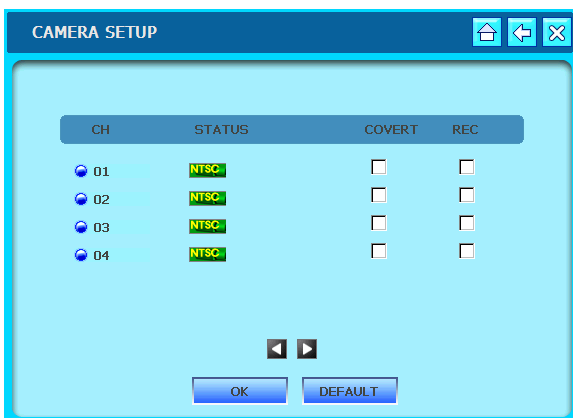 CAMERA SETUP
CH STATUS COVERT REC
01 NTSC
02 NTSC
03 NTSC
04 NTSC
OK DEFAULT